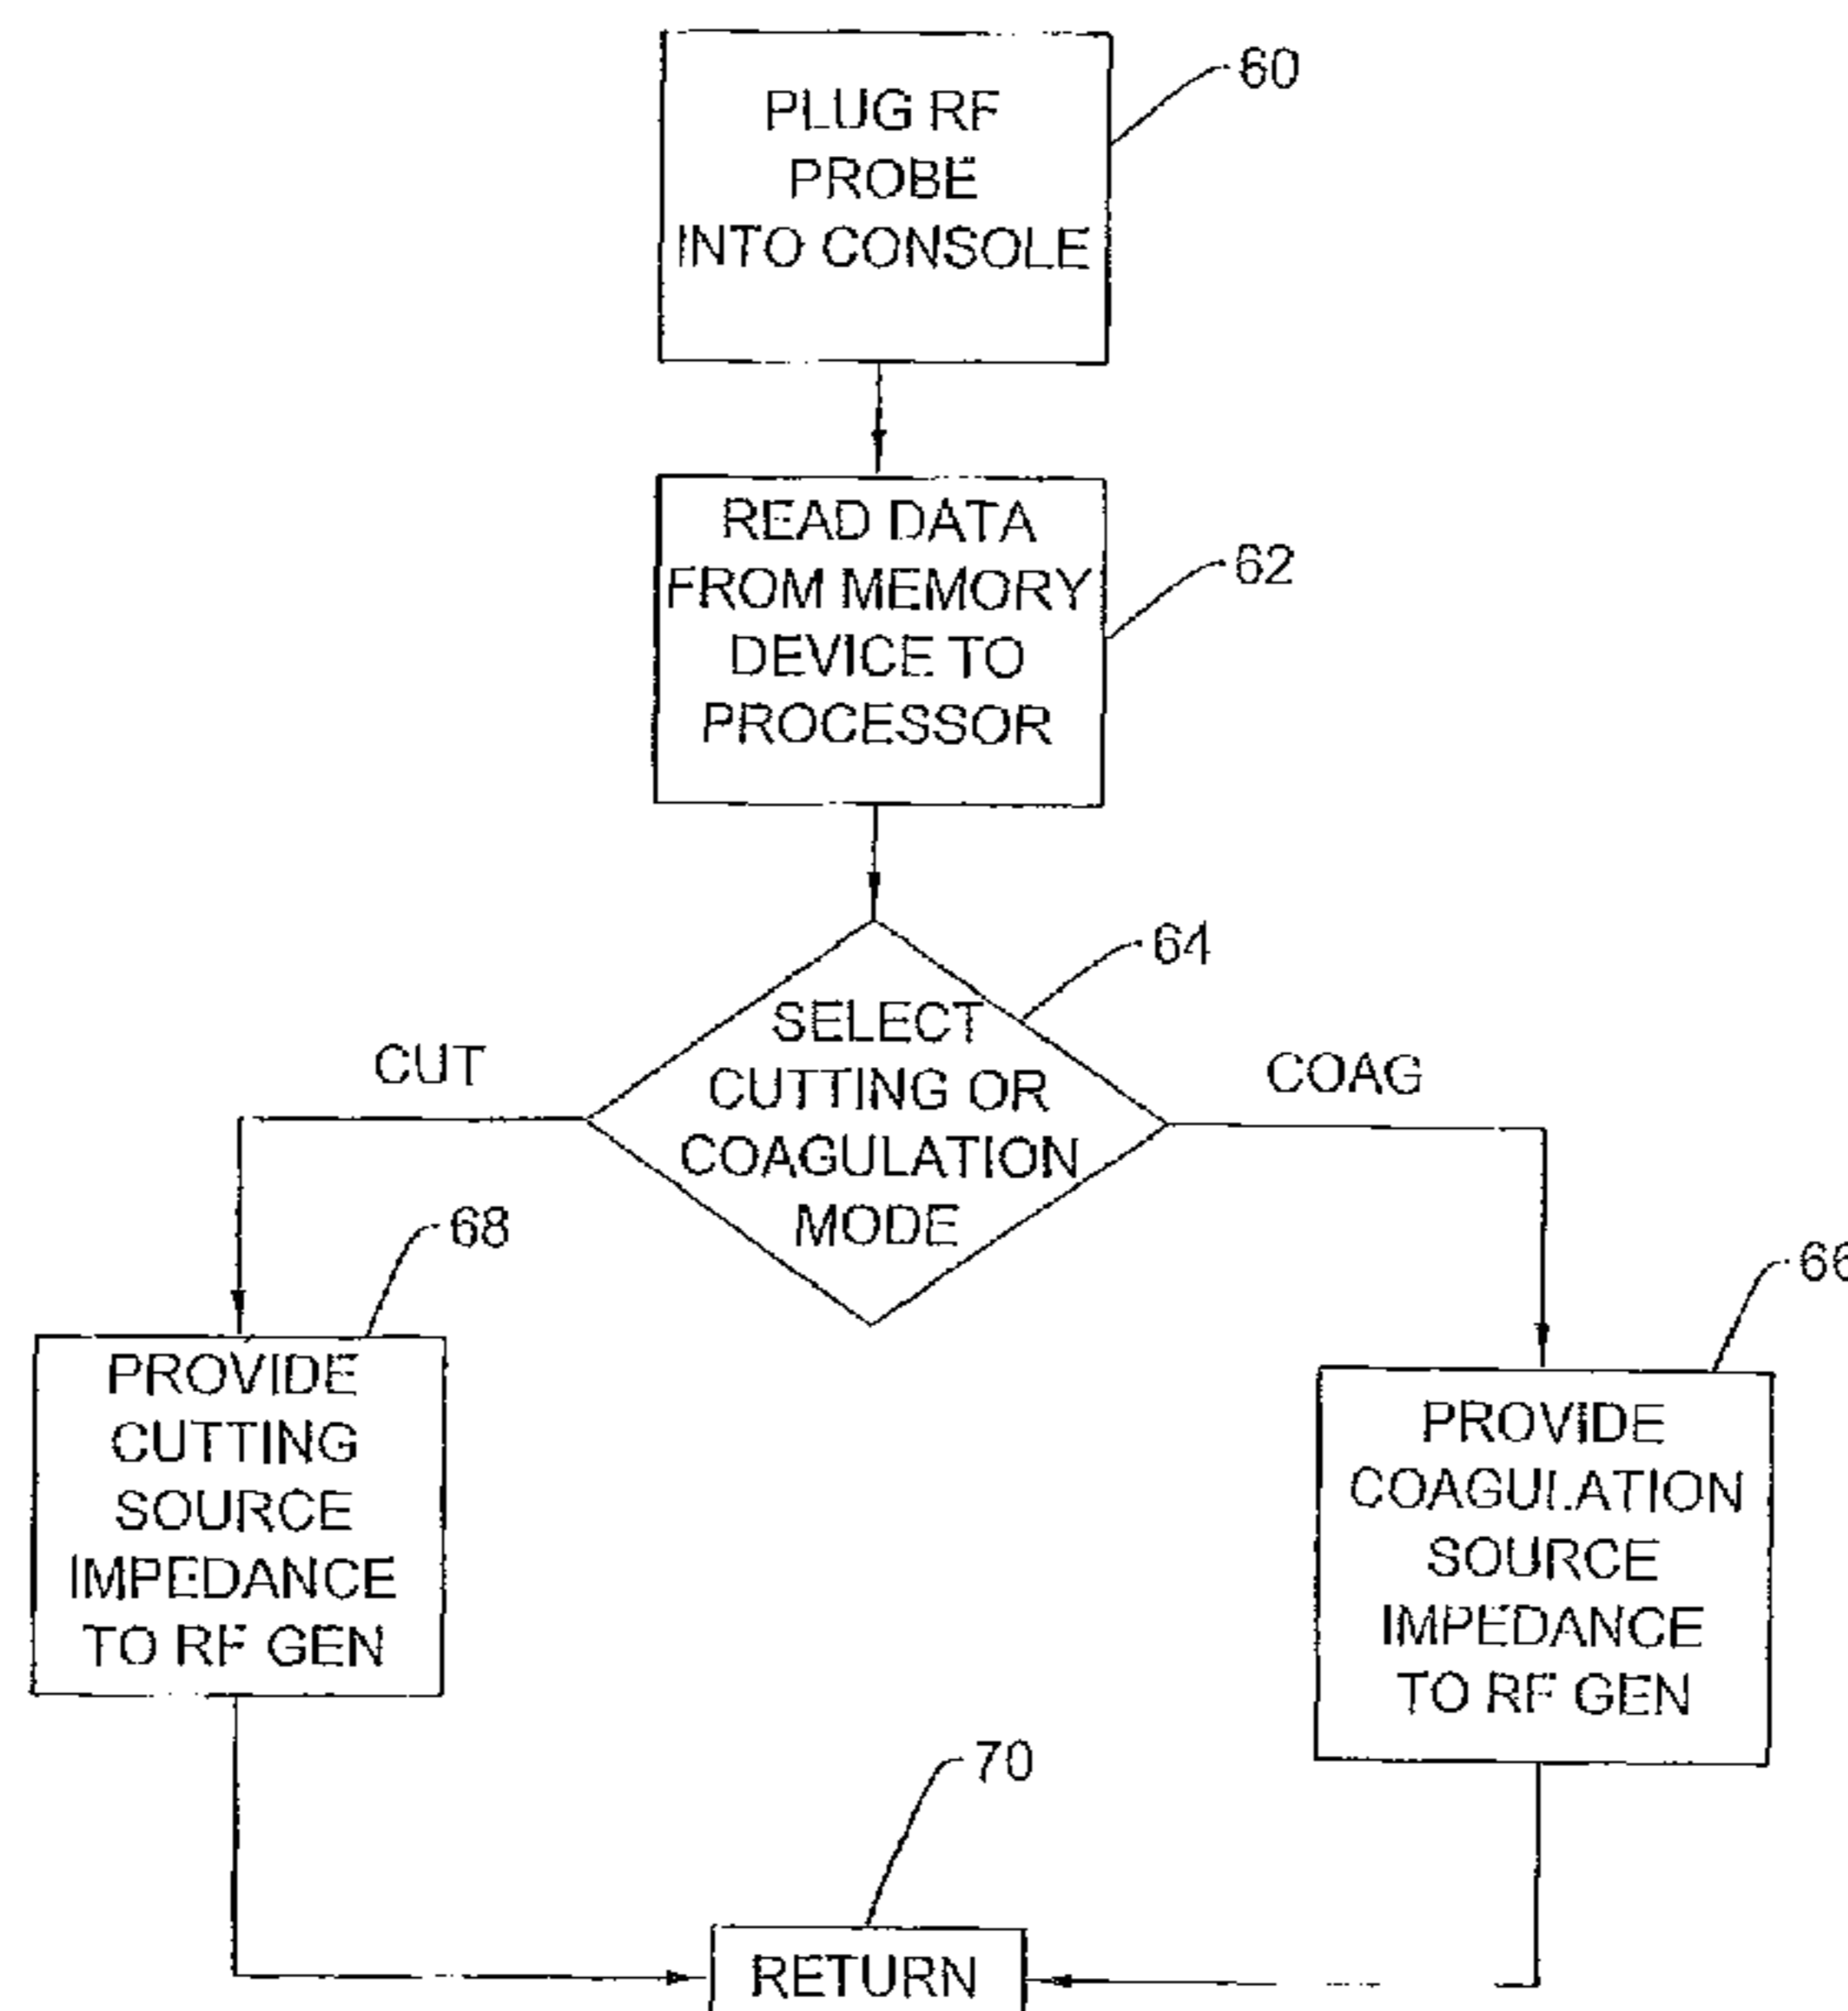 PLUG RF
PROBE
INTO CONSOLE
60
READ DATA
FROM MEMORY
DEVICE TO
PROCESSOR
62
64
SELECT
CUTTING OR
COAGULATION
MODE
CUT
COAG
68
PROVIDE
CUTTING
SOURCE
IMPEDANCE
TO RF GEN
66
PROVIDE
COAGULATION
SOURCE
IMPEDANCE
TO RF GEN
70
RETURN